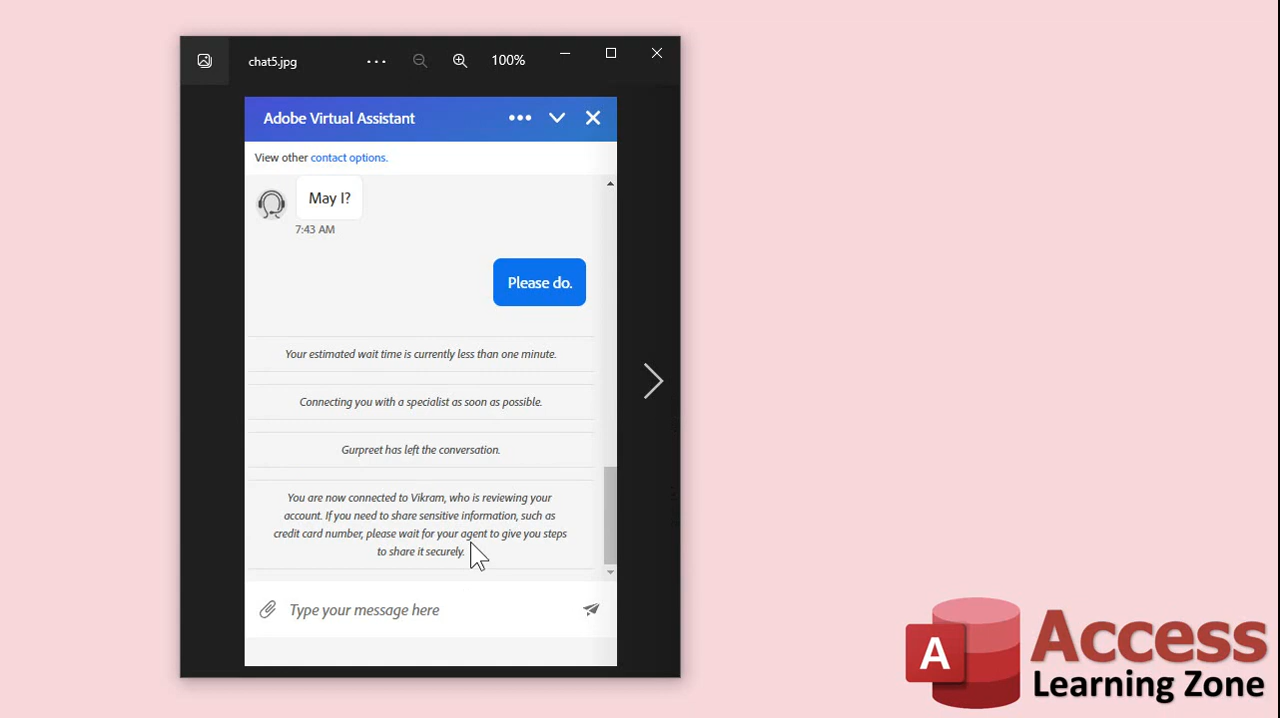 chat5.jpg
100%
Adobe Virtual Assistant
View other contact options.
May I?
7:43 AM
Please do.
Your estimated wait time is currently less than one minute.
Connecting you with a specialist as soon as possible.
Gurpreet has left the conversation.
You are now connected to Vikram, who is reviewing your
account. If you need to share sensitive information, such as
credit card number, please wait for your agent to give you steps
to share it securely.
Type your message here
A
Access
Learning Zone